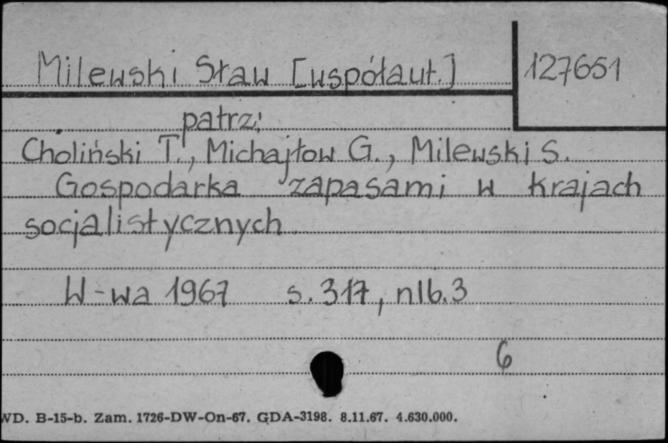 Milewski Sław [współaut.] 127651
patrz:
Choliński T., Michajłow G., Milewski S.
Gospodarka zapasami w krajach
socjalistycznych
W-wa 1967 s. 317, nlb. 3
6
WD. B-15-b. Zam. 1726-DW-On-67. GDA-3198. 8.11.67. 4.630.000.